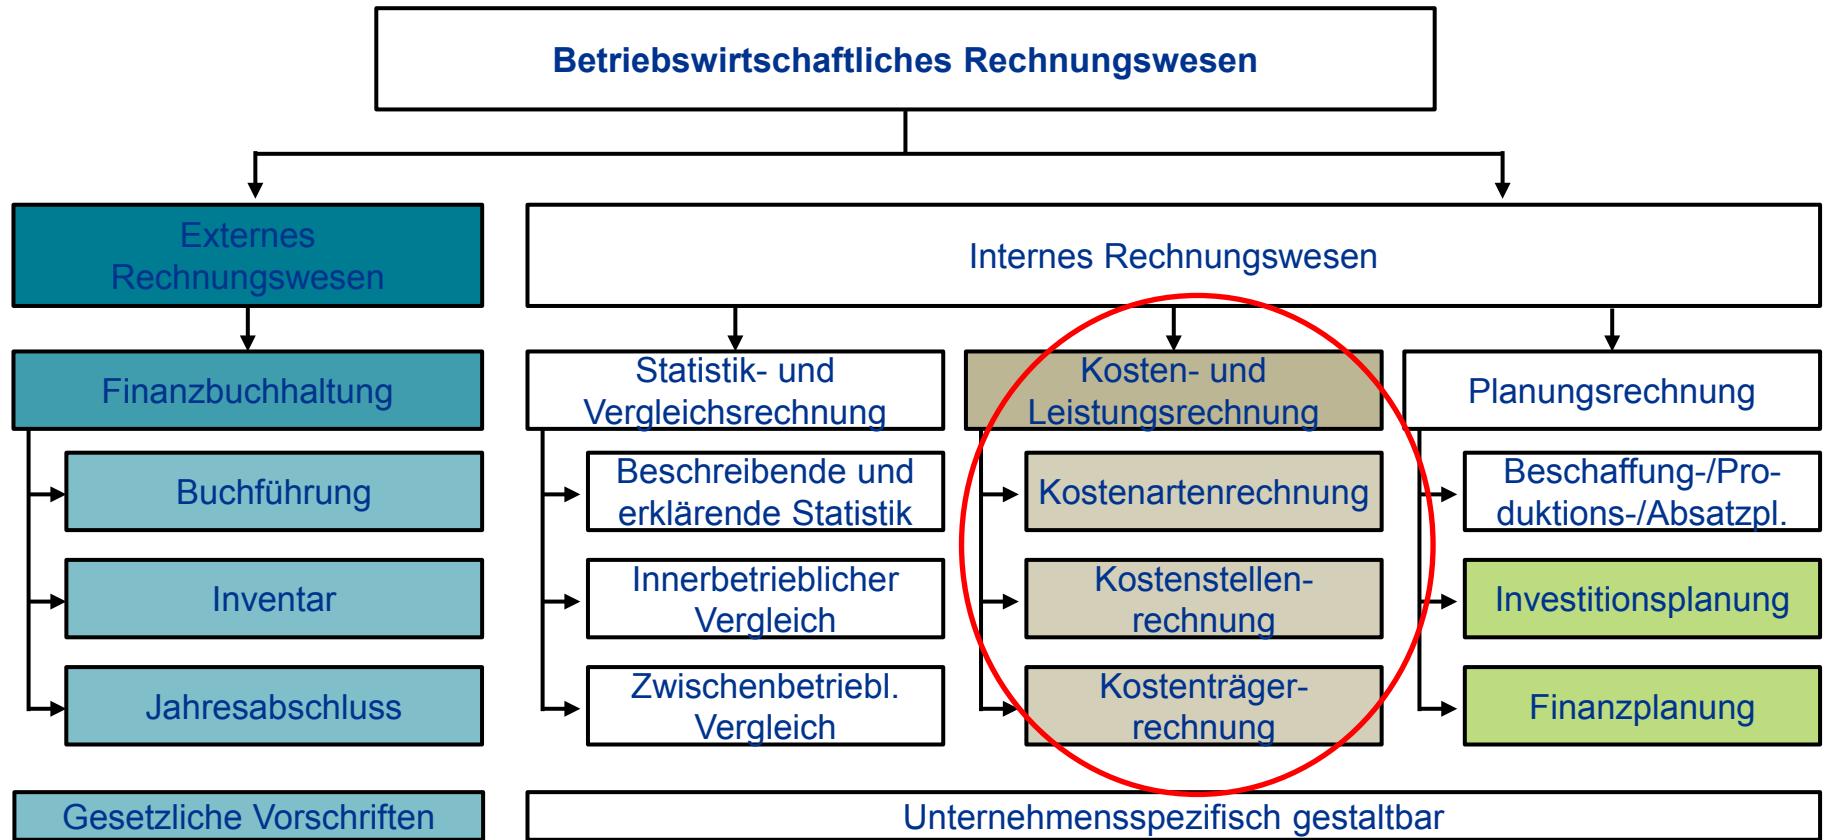 Betriebswirtschaftliches Rechnungswesen
Externes
Rechnungswesen
Internes Rechnungswesen
Finanzbuchhaltung
Statistik- und
Vergleichsrechnung
Kosten- und
Leistungsrechnung
Planungsrechnung
Buchführung
Beschreibende und
erklärende Statistik
Kostenartenrechnung
Beschaffung-/Pro-
duktions-/Absatzpl.
Inventar
Innerbetrieblicher
Vergleich
Kostenstellen-
rechnung
Investitionsplanung
Jahresabschluss
Zwischenbetriebl.
Vergleich
Kostenträger-
rechnung
Finanzplanung
Gesetzliche Vorschriften
Unternehmensspezifisch gestaltbar